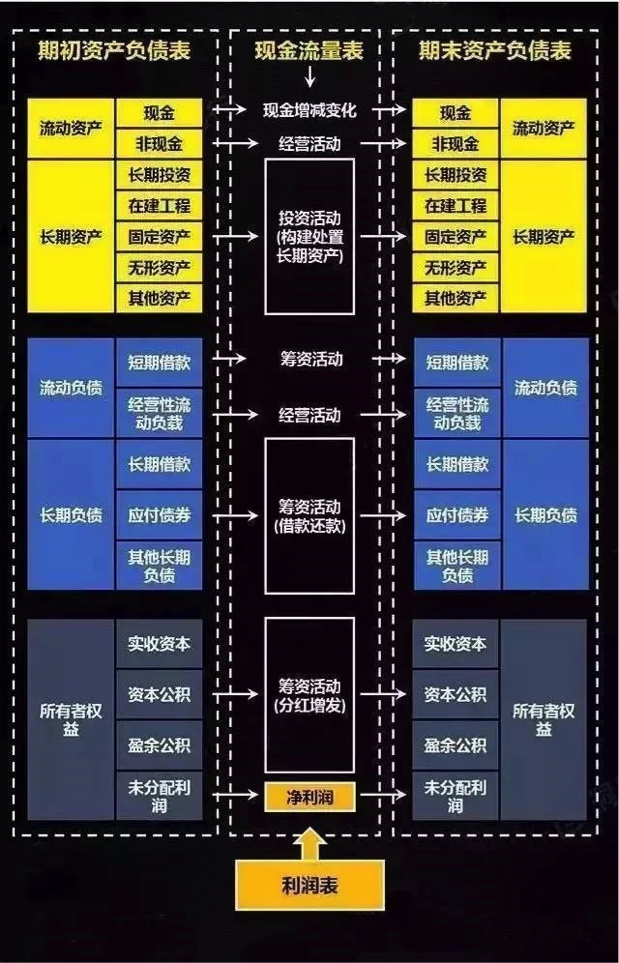 期初资产负债表
现金流量表
期末资产负债表
流动资产
现金
现金增减变化
现金
流动资产
非现金
经营活动
非现金
长期资产
长期投资
在建工程
固定资产
无形资产
其他资产
投资活动
(构建处置
长期资产)
长期投资
在建工程
固定资产
无形资产
其他资产
长期资产
流动负债
短期借款
筹资活动
短期借款
流动负债
经营性流
动负载
经营活动
经营性流
动负载
长期负债
长期借款
应付债券
其他长期
负债
筹资活动
(借款还款)
长期借款
应付债券
其他长期
负债
长期负债
所有者权
益
实收资本
资本公积
盈余公积
未分配利
润
筹资活动
(分红增发)
净利润
实收资本
资本公积
盈余公积
未分配利
润
所有者权
益
利润表